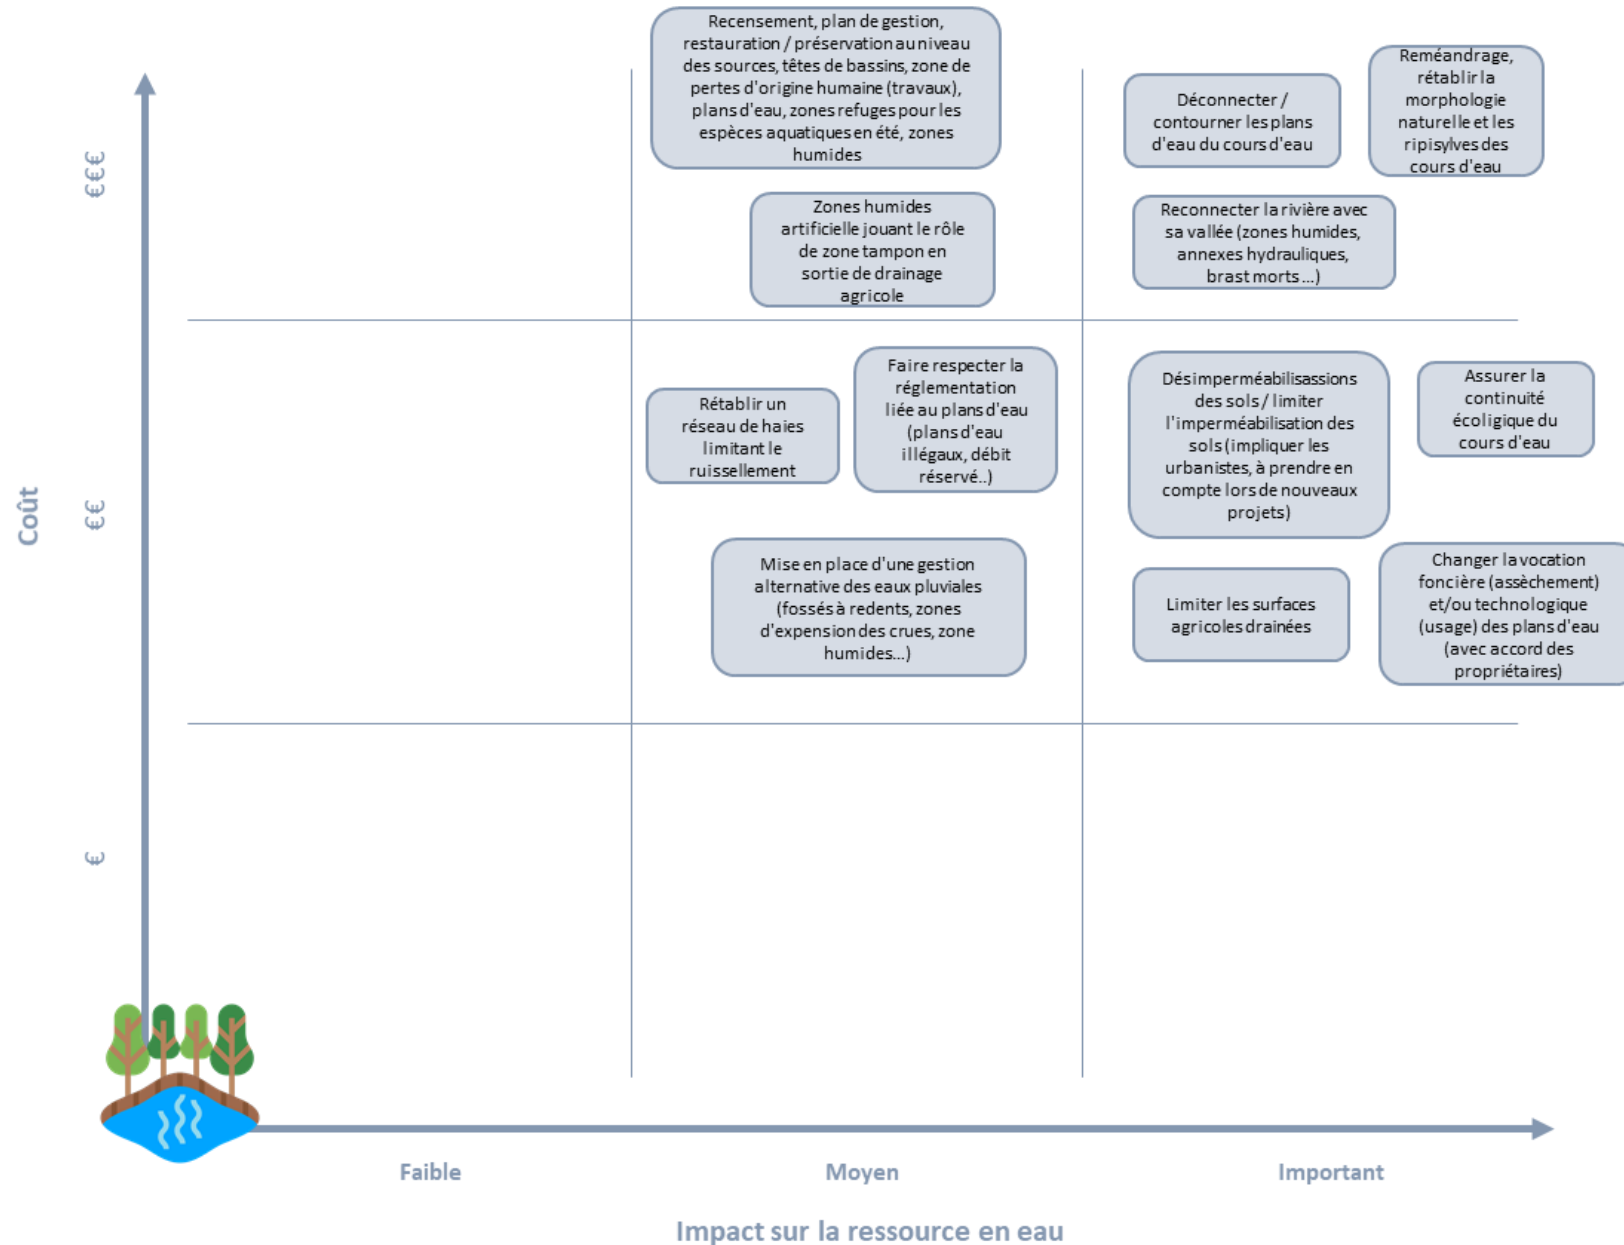 Recensement, plan de gestion,
restauration / préservation au niveau
des sources, têtes de bassins, zone de
pertes d'origine humaine (travaux),
plans d'eau, zones refuges pour les
espèces aquatiques en été, zones
humides
Déconnecter /
contourner les plans
d'eau du cours d'eau
Reméandrage,
rétablir la
morphologie
naturelle et les
ripisylves des
cours d'eau
€€€
Zones humides
artificielle jouant le rôle
de zone tampon en
sortie de drainage
agricole
Reconnecter la rivière avec
sa vallée (zones humides,
annexes hydrauliques,
brast morts ...)
Rétablir un
réseau de haies
limitant le
ruissellement
Faire respecter la
réglementation
liée au plans d'eau
(plans d'eau
illégaux, débit
réservé..)
Désimperméabilisassions
des sols / limiter
l'imperméabilisation des
sols (impliquer les
urbanistes, à prendre en
compte lors de nouveaux
projets)
Assurer la
continuité
écoligique du
cours d'eau
Coût
€€
Mise en place d'une gestion
alternative des eaux pluviales
(fossés à redents, zones
d'expension des crues, zone
humides...)
Limiter les surfaces
agricoles drainées
Changer la vocation
foncière (assèchement)
et/ou technologique
(usage) des plans d'eau
(avec accord des
propriétaires)
€
Faible
Moyen
Important
Impact sur la ressource en eau